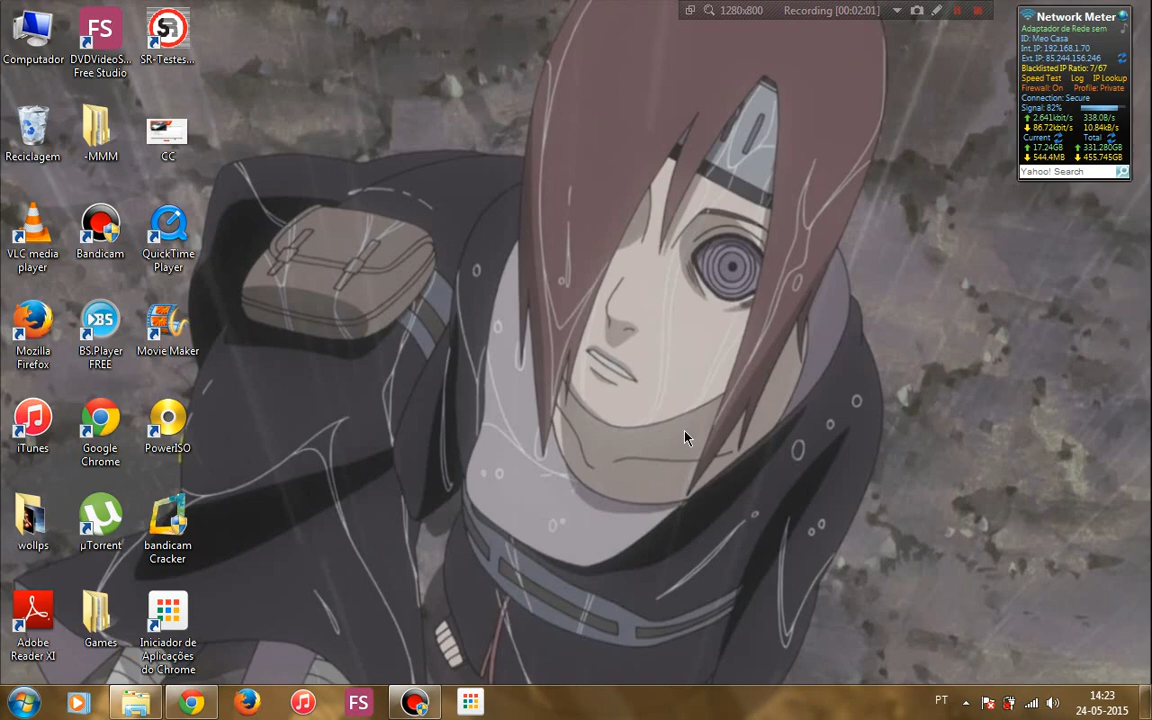 1280x800
Recording [00:02:01]
Computador
FS
DVDVideoS...
Free Studio
SR
SR-Testes...
Reciclagem
-MMM
CC
VLC media
player
Bandicam
QuickTime
Player
Mozilla
Firefox
BS
BS.Player
FREE
Movie Maker
iTunes
Google
Chrome
PowerISO
wollps
µTorrent
bandicam
Cracker
Adobe
Reader XI
Games
Iniciador de
Aplicações
do Chrome
Network Meter
Adaptador de Rede sem
ID: Meo Casa
Int. IP: 192.168.1.70
Ext. IP: 85.244.156.246
Blacklisted IP Ratio: 7/67
Speed Test Log IP Lookup
Firewall: On Profile: Private
Connection: Secure
Signal: 82%
2.641kbit/s 338.0B/s
86.72kbit/s 10.84kB/s
Current Total
17.24GB 331.280GB
544.4MB 455.745GB
Yahoo! Search
FS
PT
14:23
24-05-2015